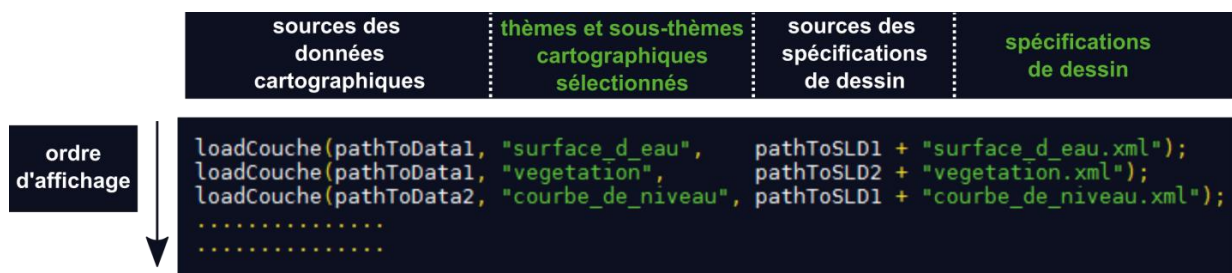 sources des
données
cartographiques
thèmes et sous-thèmes
cartographiques
sélectionnés
sources des
spécifications
de dessin
spécifications
de dessin
ordre
d'affichage
loadCouche(pathToData1, "surface_d_eau", pathToSLD1 + "surface_d_eau.xml");
loadCouche(pathToData1, "vegetation", pathToSLD2 + "vegetation.xml");
loadCouche(pathToData2, "courbe_de_niveau", pathToSLD1 + "courbe_de_niveau.xml");
...............
...............